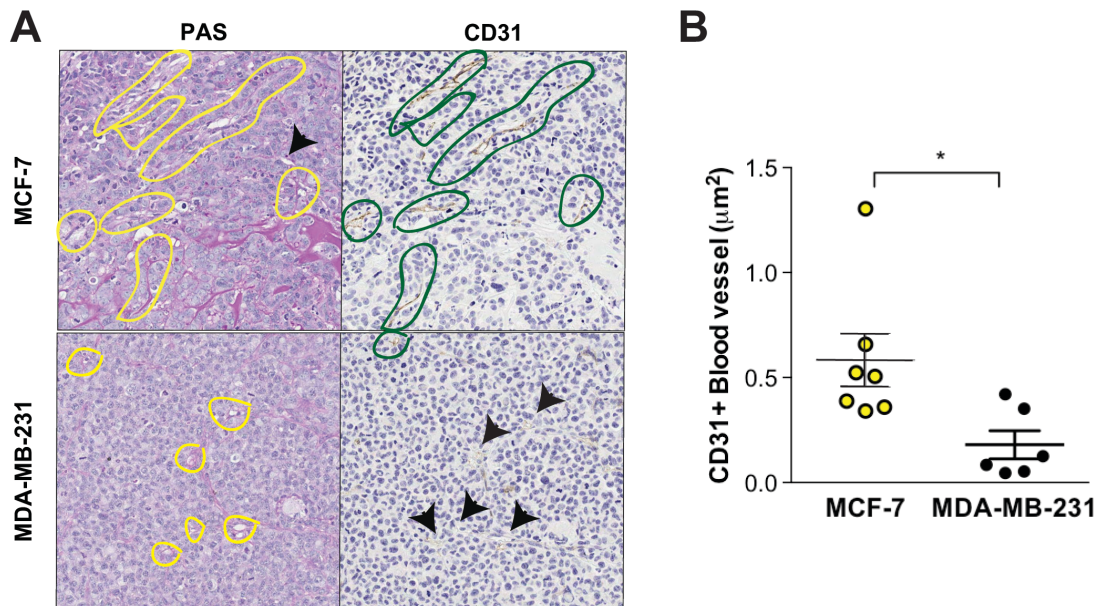 A
PAS
CD31
MCF-7
MDA-MB-231
B
*
CD31+ Blood vessel (μm²)
1.5
1.0
0.5
0.0
MCF-7
MDA-MB-231